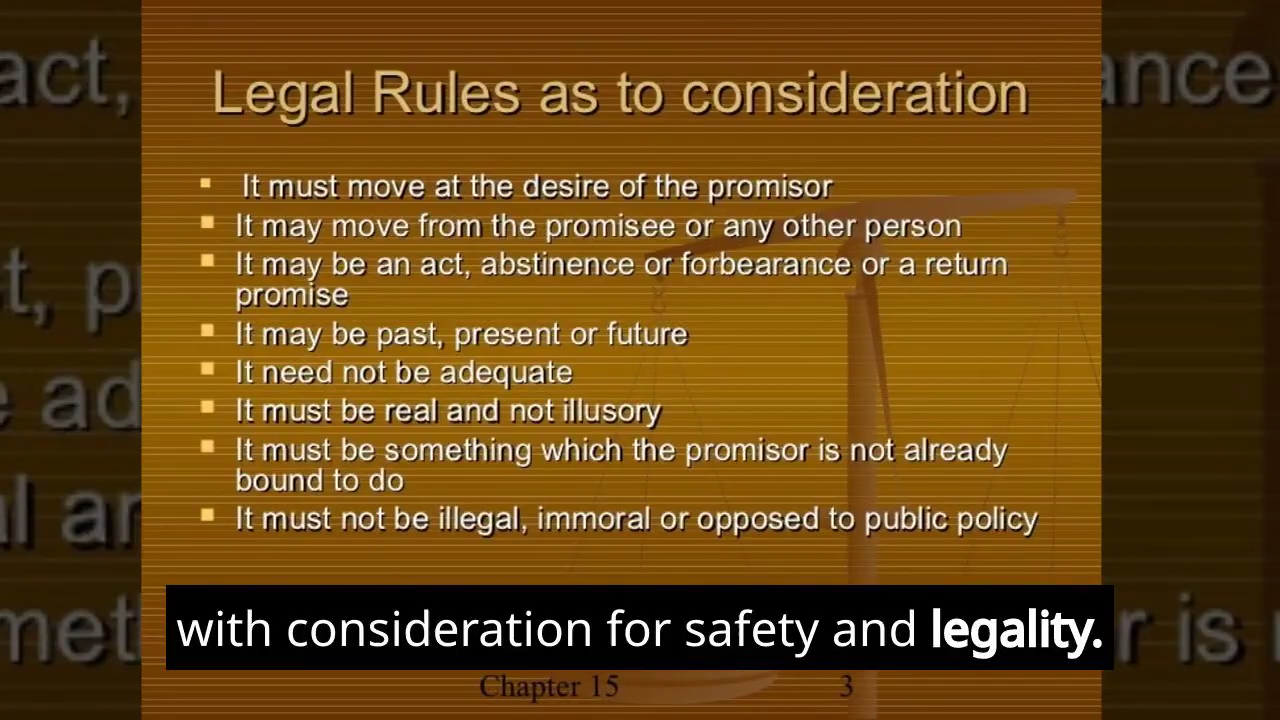 Legal Rules as to consideration
It must move at the desire of the promisor
It may move from the promisee or any other person
It may be an act, abstinence or forbearance or a return
promise
It may be past, present or future
It need not be adequate
It must be real and not illusory
It must be something which the promisor is not already
bound to do
It must not be illegal, immoral or opposed to public policy
with consideration for safety and legality.
Chapter 15 3